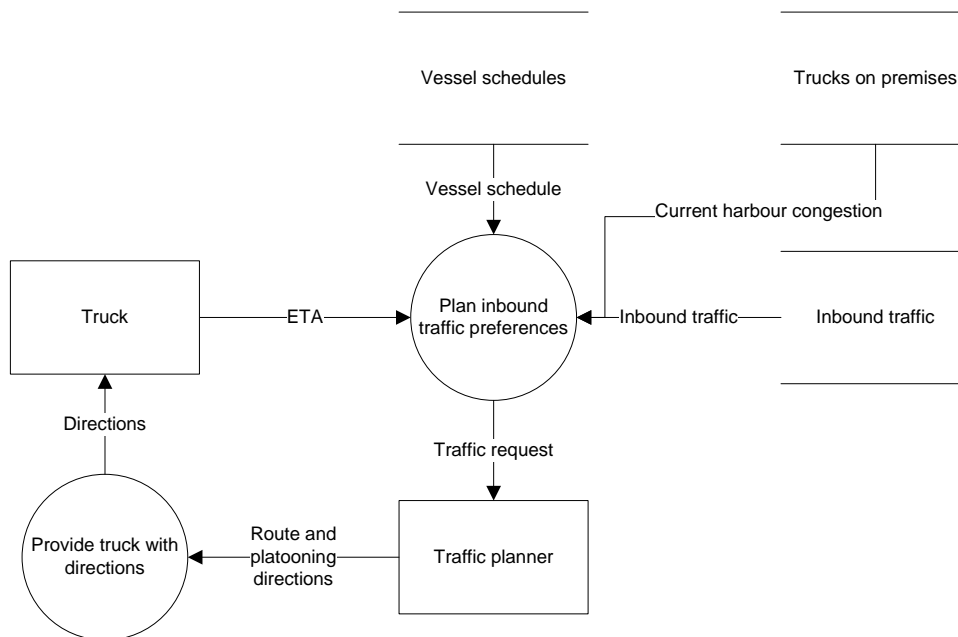 Vessel schedules
Trucks on premises
Vessel schedule
Current harbour congestion
Truck
ETA
Plan inbound
traffic preferences
Inbound traffic
Inbound traffic
Directions
Traffic request
Provide truck with
directions
Route and
platooning
directions
Traffic planner